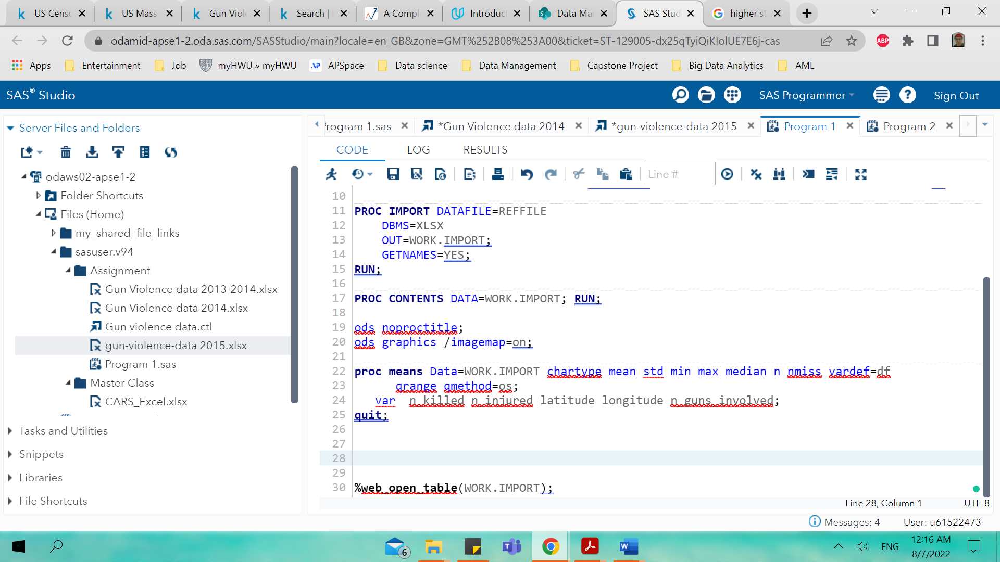 US Censu
US Mass
Gun Viole
Search |
A Compl
Introduct
Data Ma
SAS Stud
higher st
odamid-apse1-2.oda.sas.com/SASStudio/main?locale=en_GB&zone=GMT%252B08%253A00&ticket=ST-129005-dx25qTyiQiKIolUE7E6j-cas
ABP
Apps
Entertainment
Job
myHWU » myHWU
APSpace
Data science
Data Management
Capstone Project
Big Data Analytics
AML
SAS® Studio
SAS Programmer
Sign Out
Server Files and Folders
odaws02-apse1-2
Folder Shortcuts
Files (Home)
my_shared_file_links
sasuser.v94
Assignment
Gun Violence data 2013-2014.xlsx
Gun Violence data 2014.xlsx
Gun violence data.ctl
gun-violence-data 2015.xlsx
Program 1.sas
Master Class
CARS_Excel.xlsx
Tasks and Utilities
Snippets
Libraries
File Shortcuts
Program 1.sas
*Gun Violence data 2014
*gun-violence-data 2015
Program 1
Program 2
CODE
LOG
RESULTS
Line #
10
11 PROC IMPORT DATAFILE=REFFILE
12 DBMS=XLSX
13 OUT=WORK.IMPORT;
14 GETNAMES=YES;
15 RUN;
16
17 PROC CONTENTS DATA=WORK.IMPORT; RUN;
18
19 ods noproctitle;
20 ods graphics /imagemap=on;
21
22 proc means Data=WORK.IMPORT chartype mean std min max median n nmiss vardef=df
23 qrange qmethod=os;
24 var n_killed n_injured latitude longitude n_guns_involved;
25 quit;
26
27
28
29
30 %web_open_table(WORK.IMPORT);
Line 28, Column 1
UTF-8
Messages: 4
User: u61522473
6
ENG
12:16 AM
8/7/2022